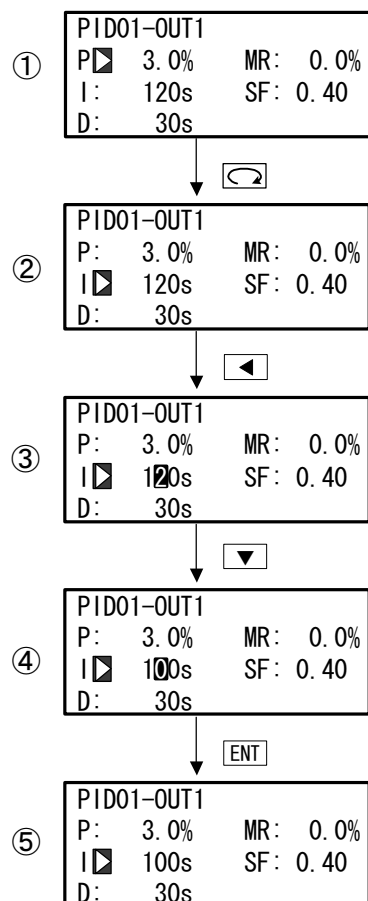 ①
PID01-OUT1
P▷ 3.0% MR: 0.0%
I: 120s SF: 0.40
D: 30s
②
PID01-OUT1
P: 3.0% MR: 0.0%
I▷ 120s SF: 0.40
D: 30s
◀
③
PID01-OUT1
P: 3.0% MR: 0.0%
I▷ 120s SF: 0.40
D: 30s
▼
④
PID01-OUT1
P: 3.0% MR: 0.0%
I▷ 100s SF: 0.40
D: 30s
ENT
⑤
PID01-OUT1
P: 3.0% MR: 0.0%
I▷ 100s SF: 0.40
D: 30s